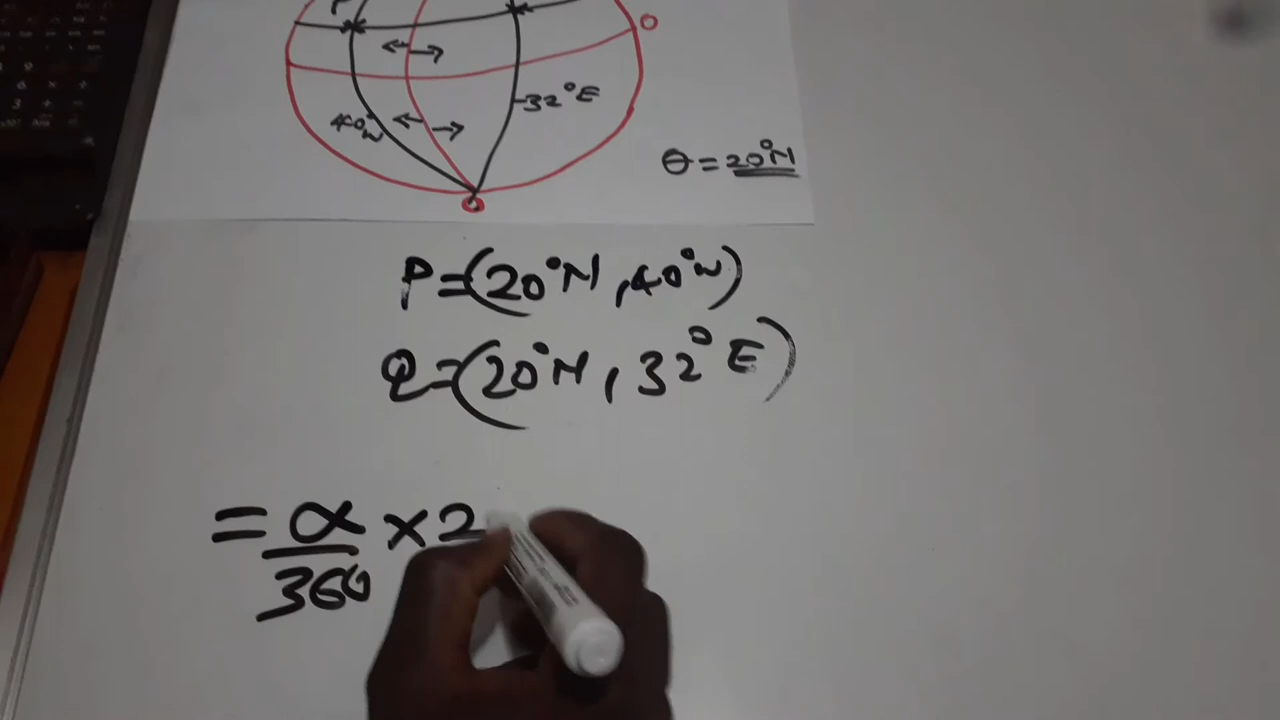 P
O
32°E
40°W
θ = 20°N
P=(20°N, 40°W)
Q=(20°N, 32°E)
= α × 2
360